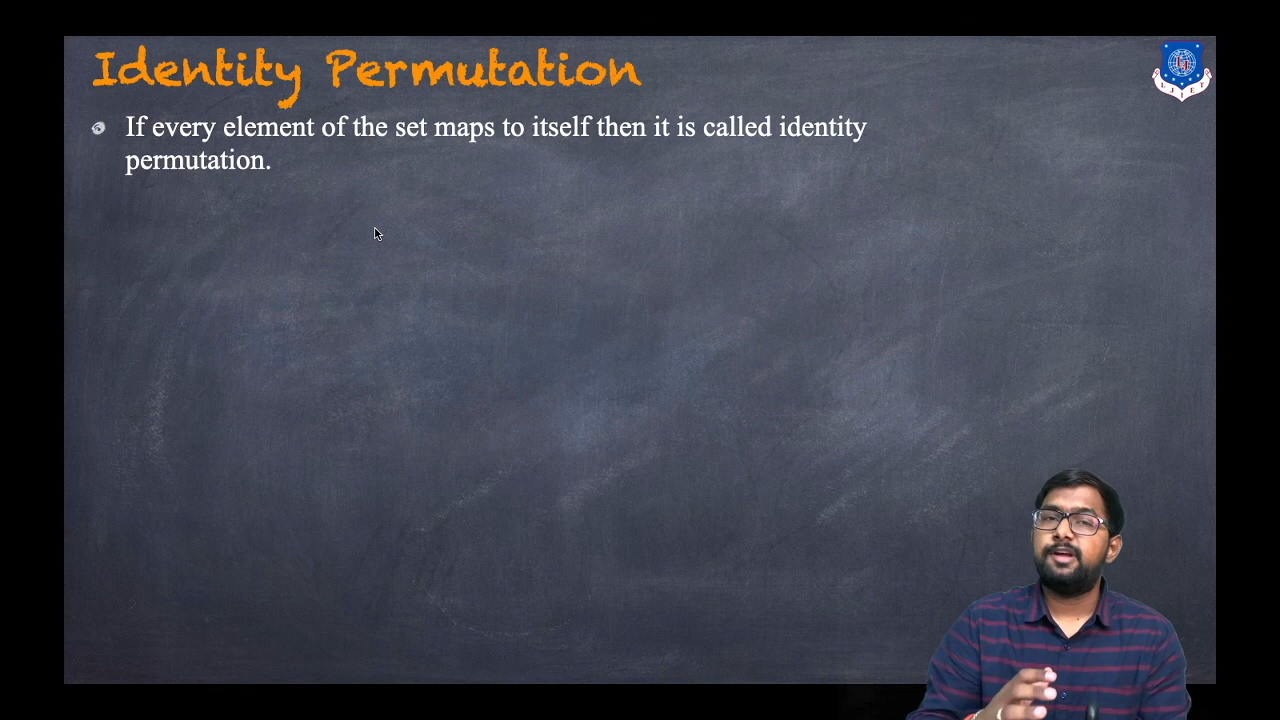 Identity Permutation
If every element of the set maps to itself then it is called identity
permutation.
L J I E T